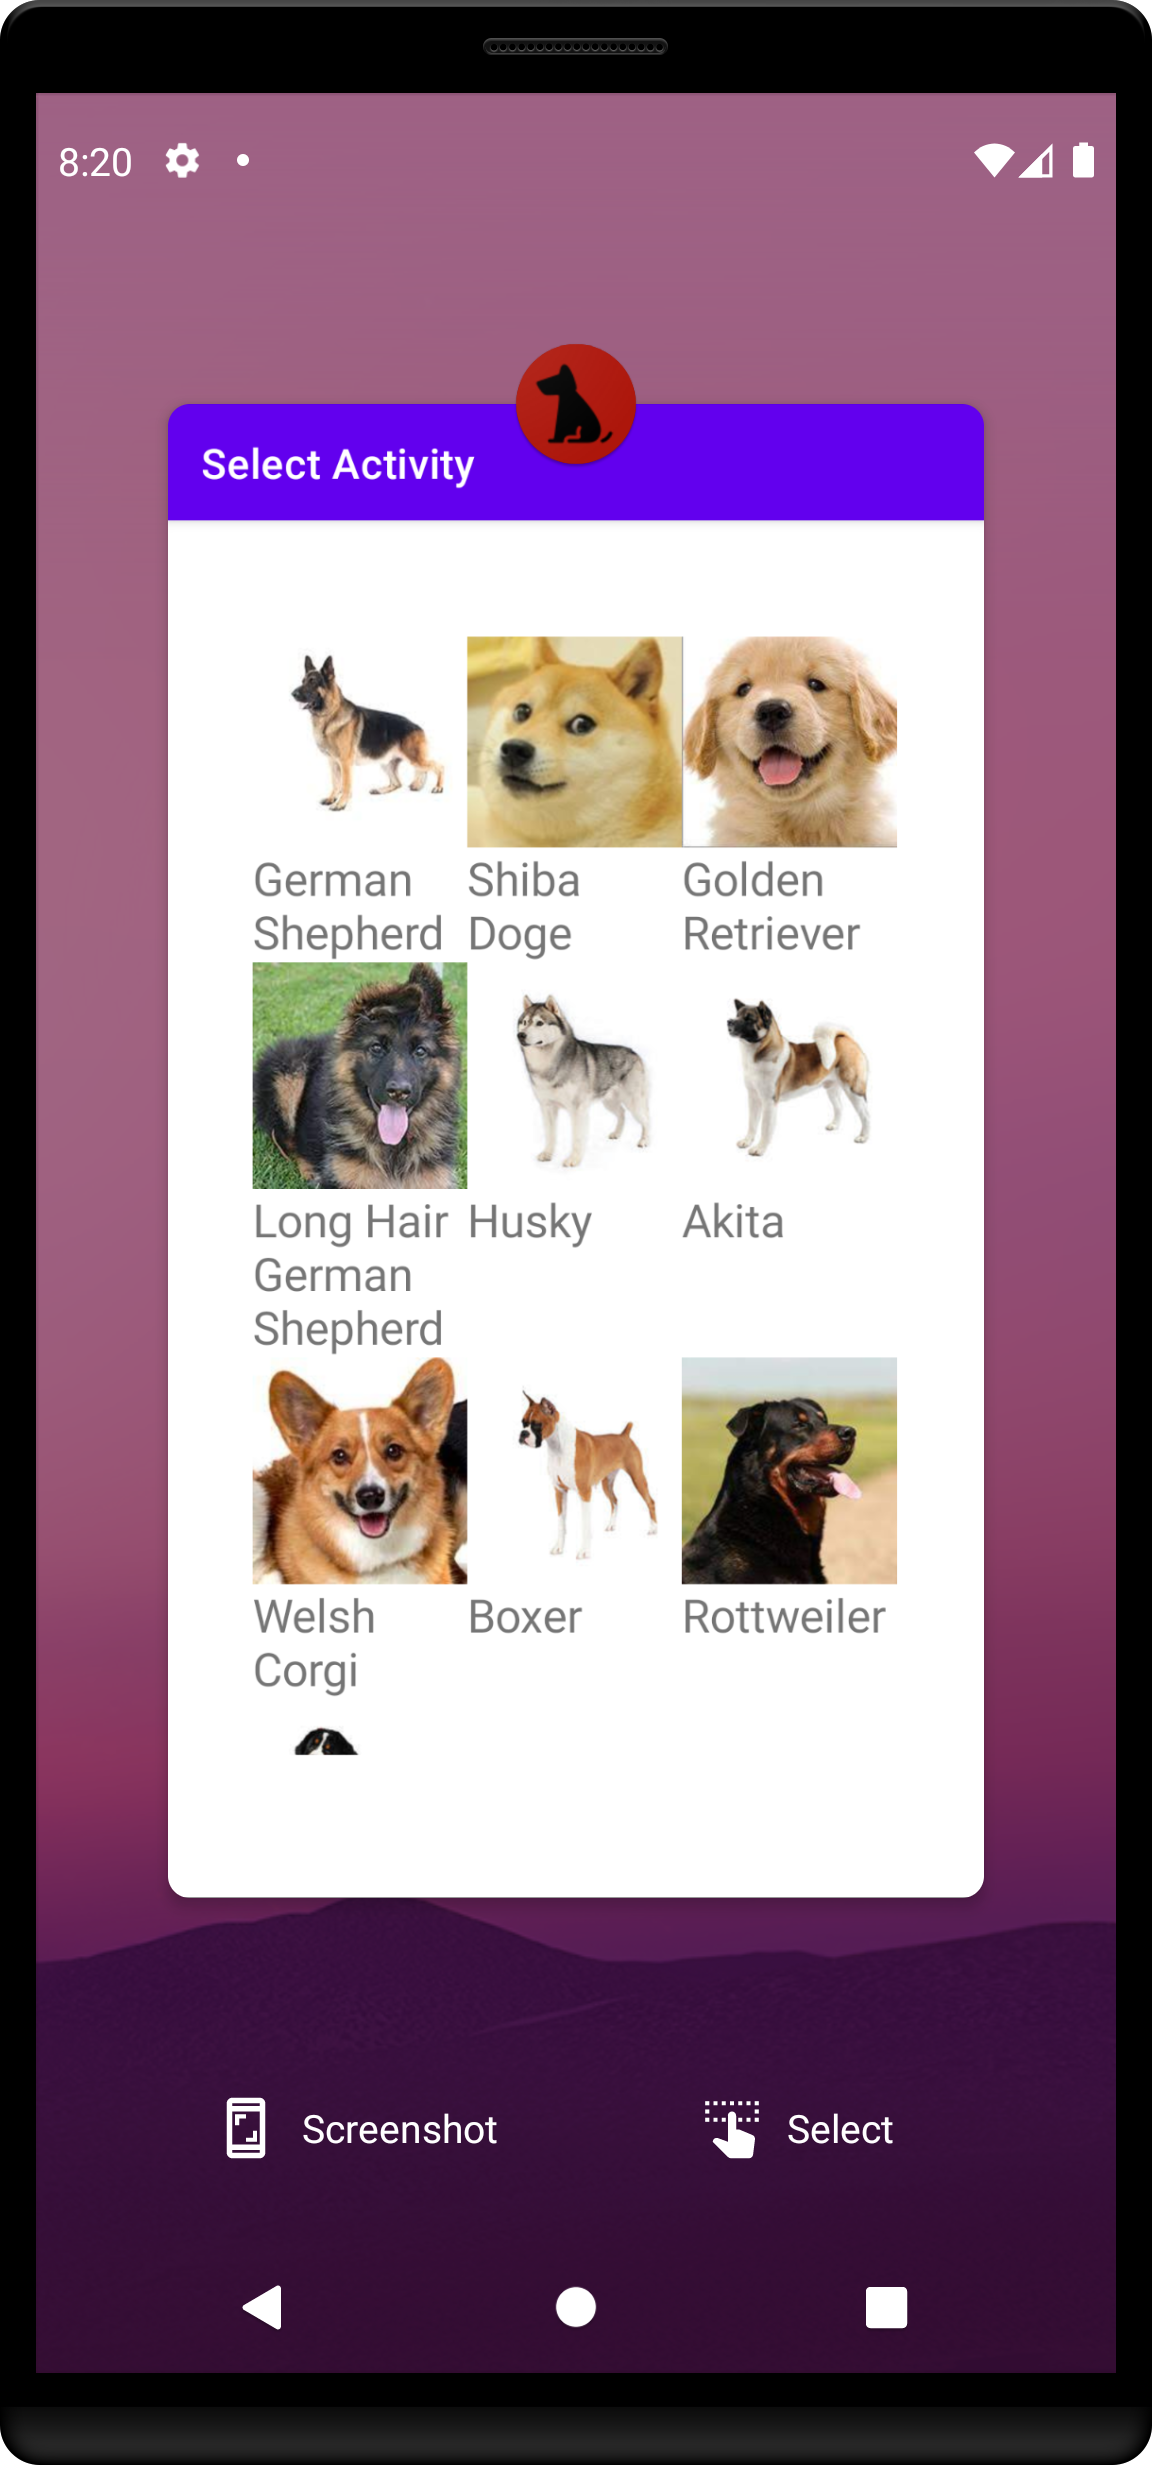 8:20
Select Activity
German Shepherd
Shiba Doge
Golden Retriever
Long Hair German Shepherd
Husky
Akita
Welsh Corgi
Boxer
Rottweiler
Screenshot
Select